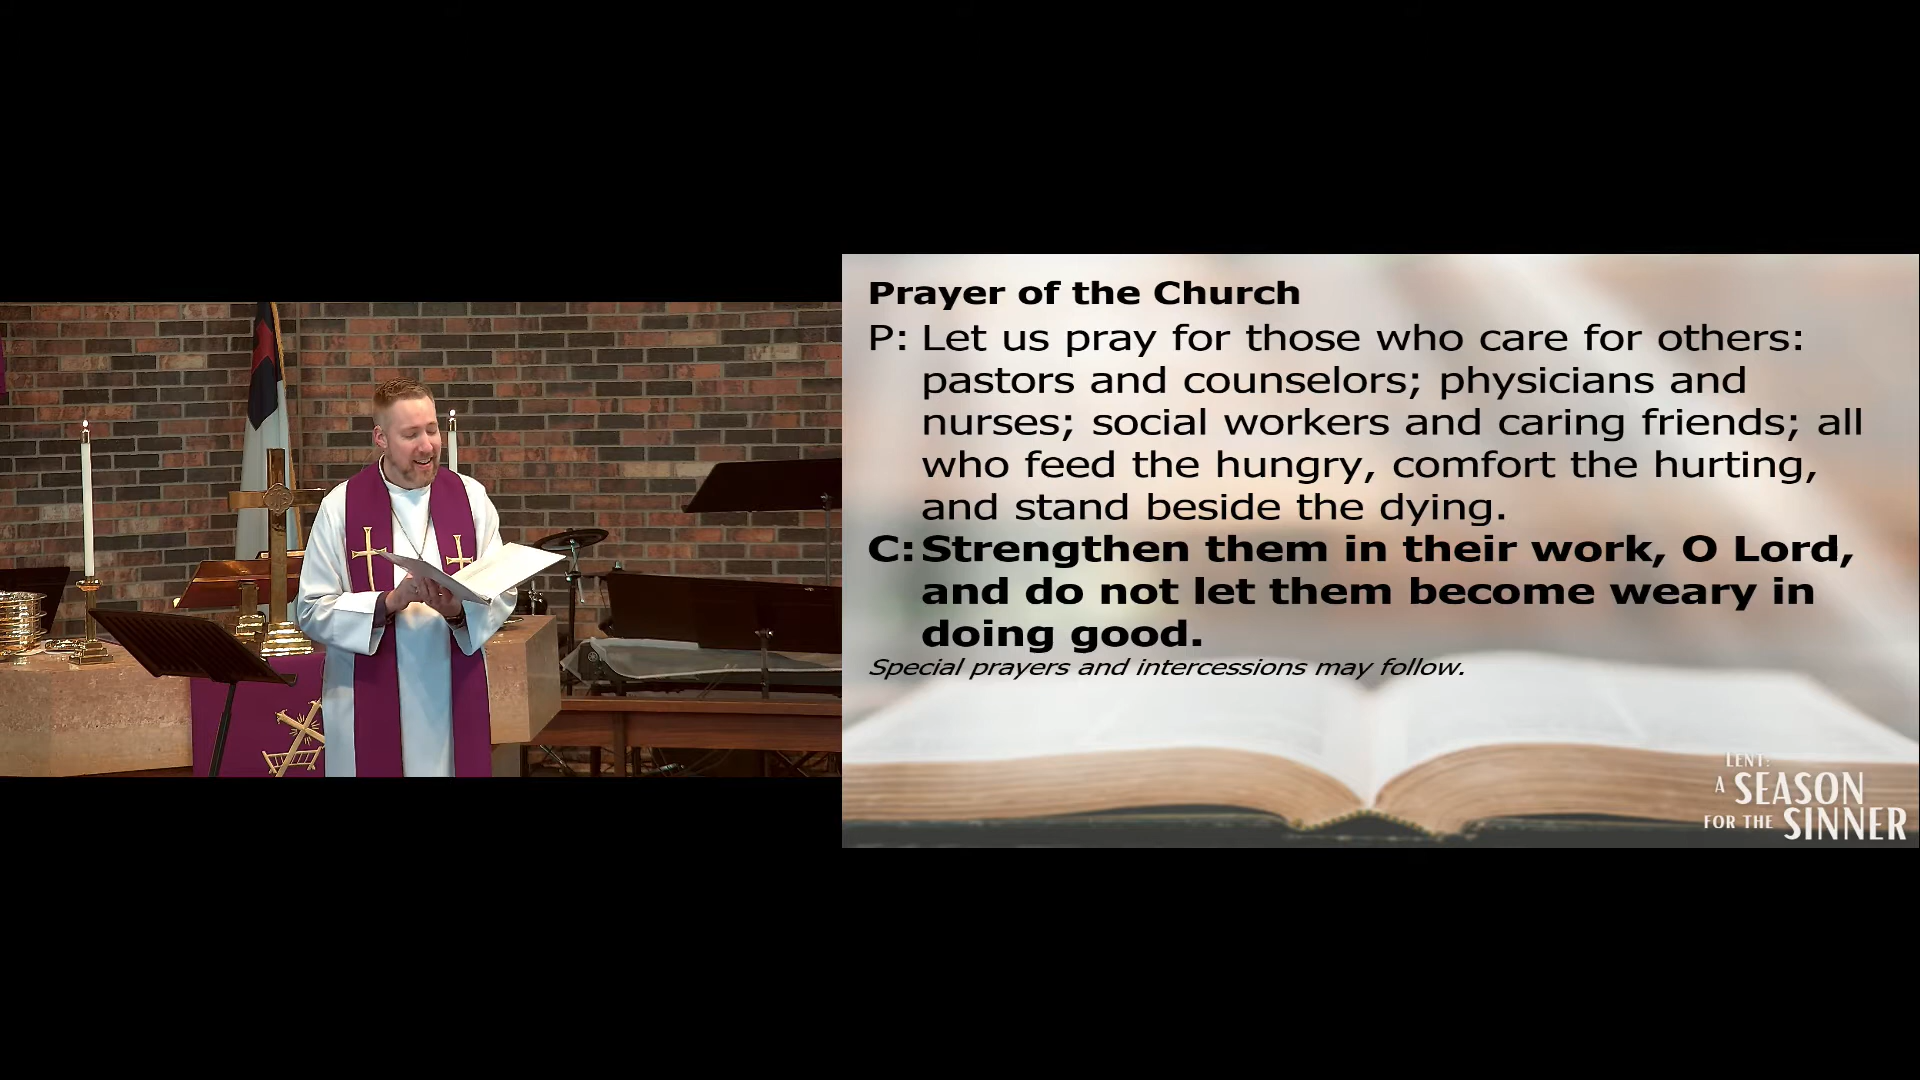 Prayer of the Church
P: Let us pray for those who care for others:
pastors and counselors; physicians and
nurses; social workers and caring friends; all
who feed the hungry, comfort the hurting,
and stand beside the dying.
C: Strengthen them in their work, O Lord,
and do not let them become weary in
doing good.
Special prayers and intercessions may follow.
LENT:
A SEASON
FOR THE SINNER